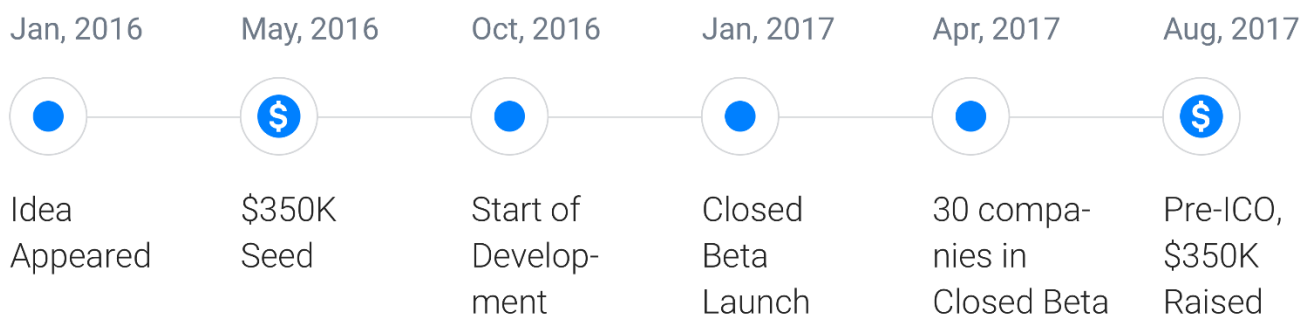 Jan, 2016
May, 2016
Oct, 2016
Jan, 2017
Apr, 2017
Aug, 2017
$
$
Idea
Appeared
$350K
Seed
Start of
Develop-
ment
Closed
Beta
Launch
30 compa-
nies in
Closed Beta
Pre-ICO,
$350K
Raised